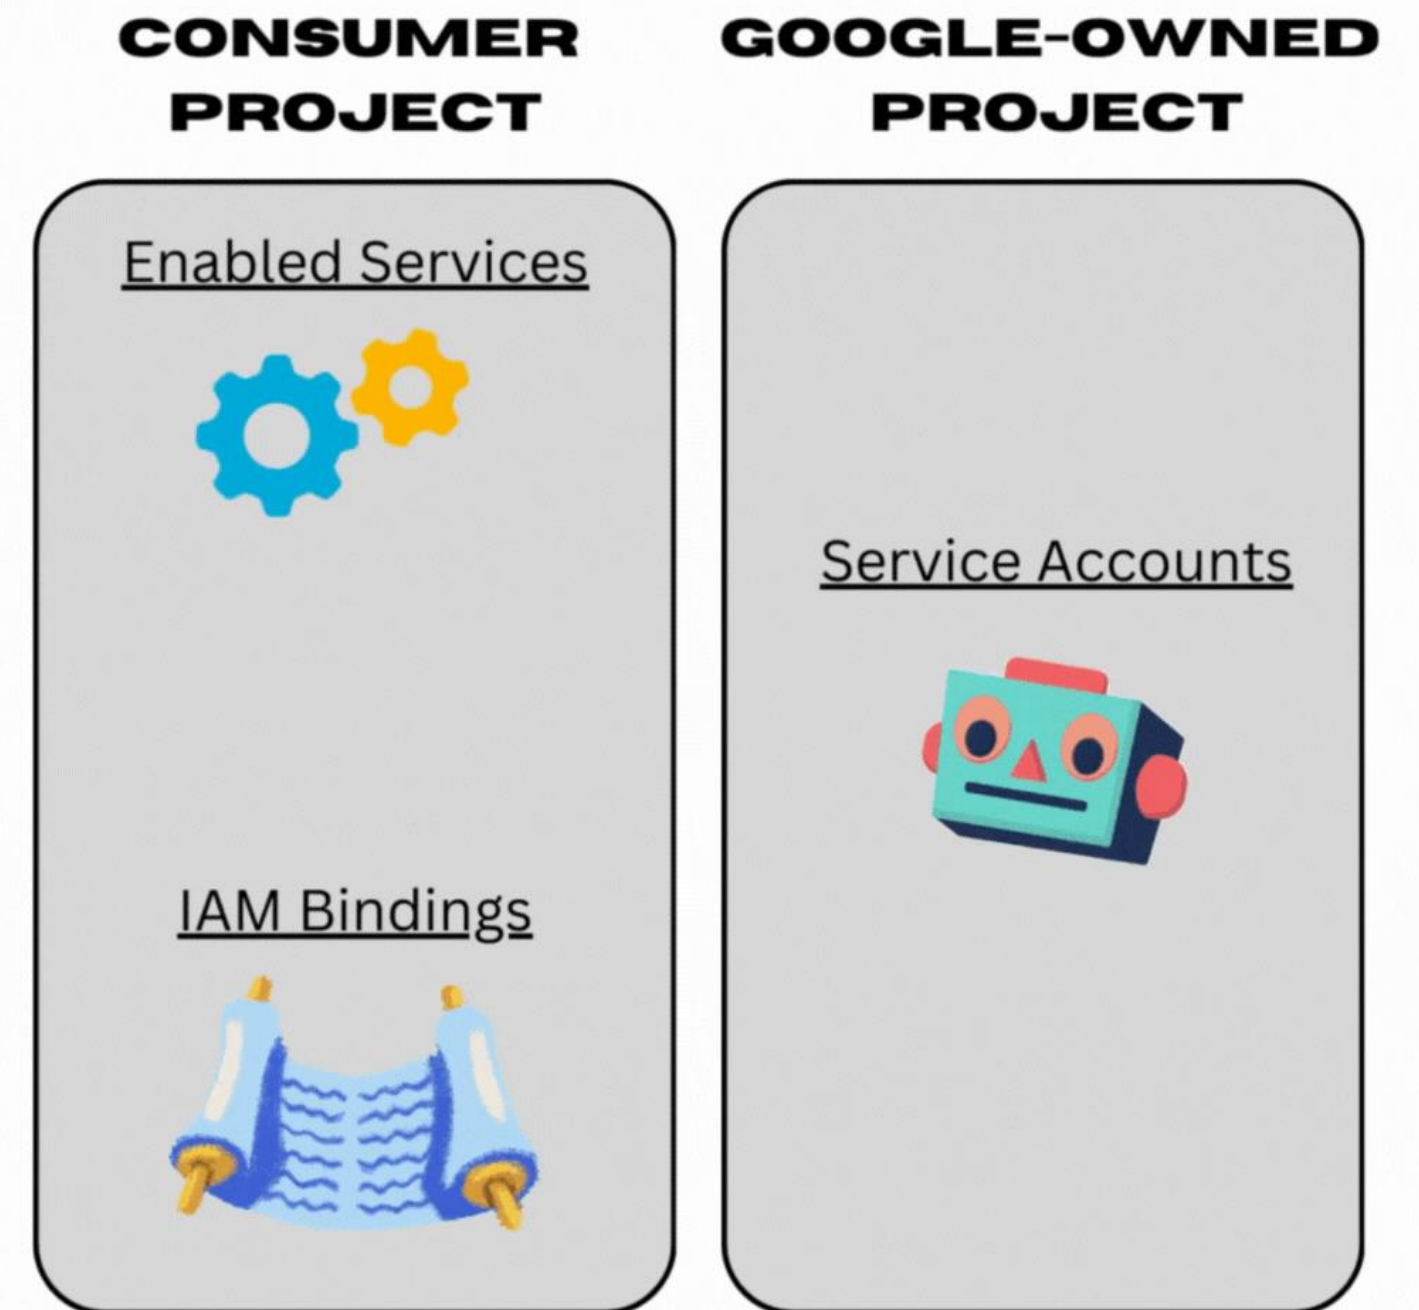 CONSUMER
PROJECT
Enabled Services
IAM Bindings
GOOGLE-OWNED
PROJECT
Service Accounts